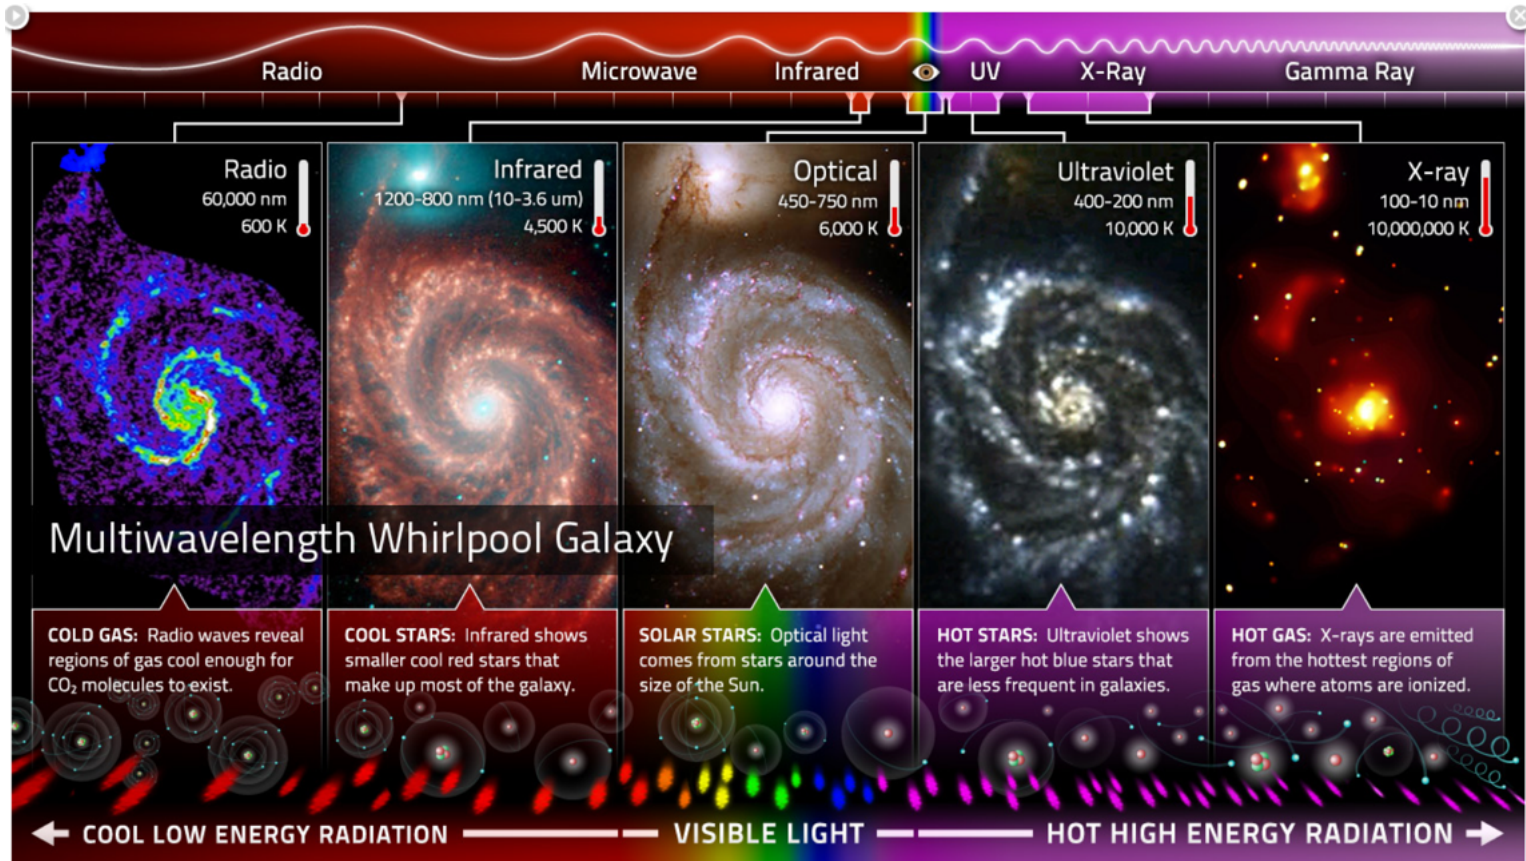 Radio
Microwave
Infrared
UV
X-Ray
Gamma Ray
Radio
60,000 nm
600 K
Infrared
1200-800 nm (10-3.6 um)
4,500 K
Optical
450-750 nm
6,000 K
Ultraviolet
400-200 nm
10,000 K
X-ray
100-10 nm
10,000,000 K
Multiwavelength Whirlpool Galaxy
COLD GAS: Radio waves reveal
regions of gas cool enough for
CO₂ molecules to exist.
COOL STARS: Infrared shows
smaller cool red stars that
make up most of the galaxy.
SOLAR STARS: Optical light
comes from stars around the
size of the Sun.
HOT STARS: Ultraviolet shows
the larger hot blue stars that
are less frequent in galaxies.
HOT GAS: X-rays are emitted
from the hottest regions of
gas where atoms are ionized.
COOL LOW ENERGY RADIATION
VISIBLE LIGHT
HOT HIGH ENERGY RADIATION